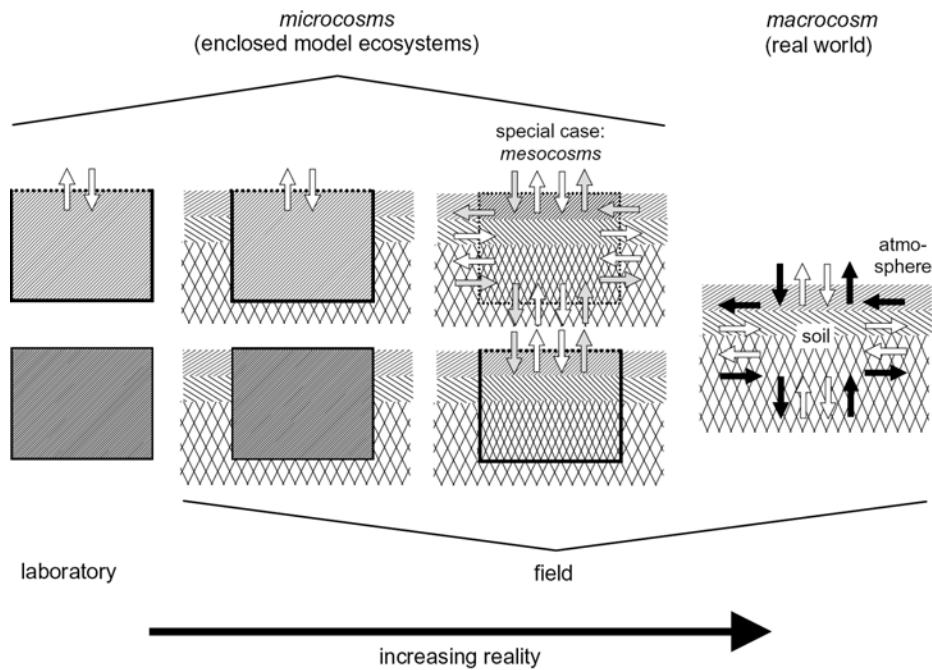 microcosms
(enclosed model ecosystems)
macrocosm
(real world)
special case:
mesocosms
atmo-
sphere
soil
laboratory
field
increasing reality